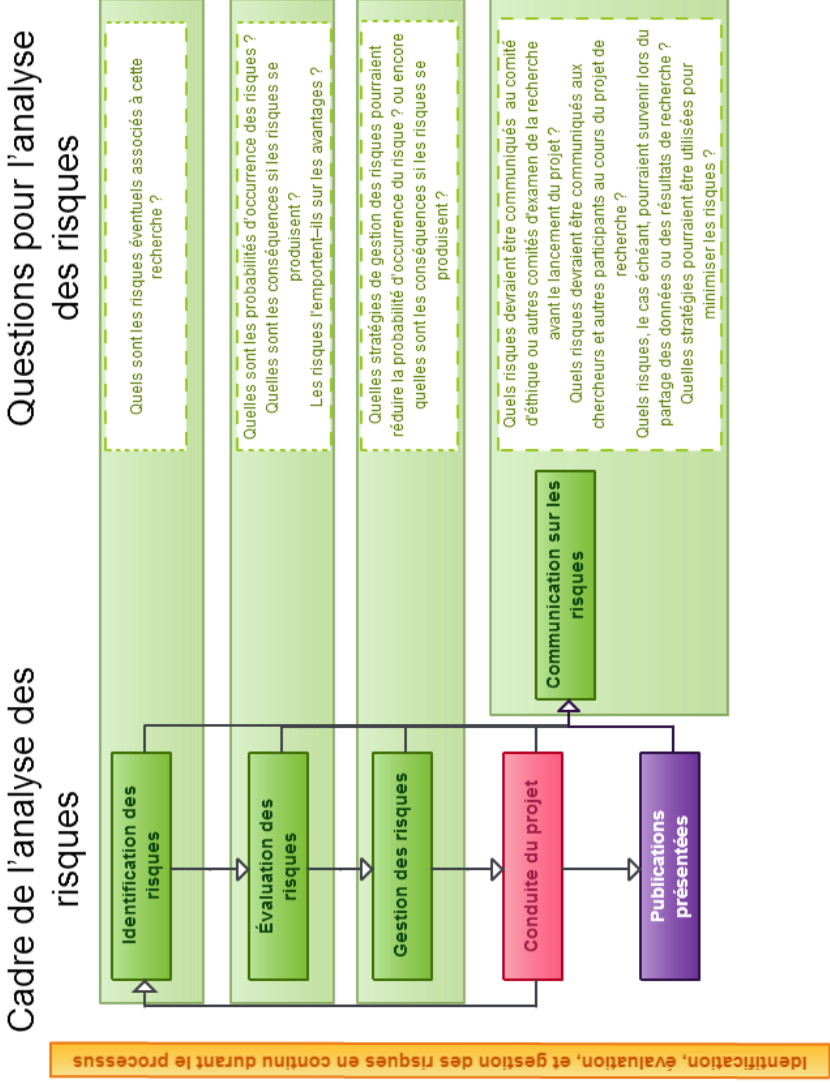 Cadre de l'analyse des
risques
Questions pour l'analyse
des risques
Identification des
risques
Quels sont les risques éventuels associés à cette
recherche ?
Évaluation des
risques
Quelles sont les probabilités d'occurrence des risques ?
Quelles sont les conséquences si les risques se
produisent ?
Les risques l'emportent–ils sur les avantages ?
Gestion des risques
Quelles stratégies de gestion des risques pourraient
réduire la probabilité d'occurrence du risque ? ou encore
quelles sont les conséquences si les risques se
produisent ?
Conduite du projet
Publications
présentées
Communication sur les
risques
Quels risques devraient être communiqués au comité
d'éthique ou autres comités d'examen de la recherche
avant le lancement du projet ?
Quels risques devraient être communiqués aux
chercheurs et autres participants au cours du projet de
recherche ?
Quels risques, le cas échéant, pourraient survenir lors du
partage des données ou des résultats de recherche ?
Quelles stratégies pourraient être utilisées pour
minimiser les risques ?
Identification, évaluation, et gestion des risques en continu durant le processus